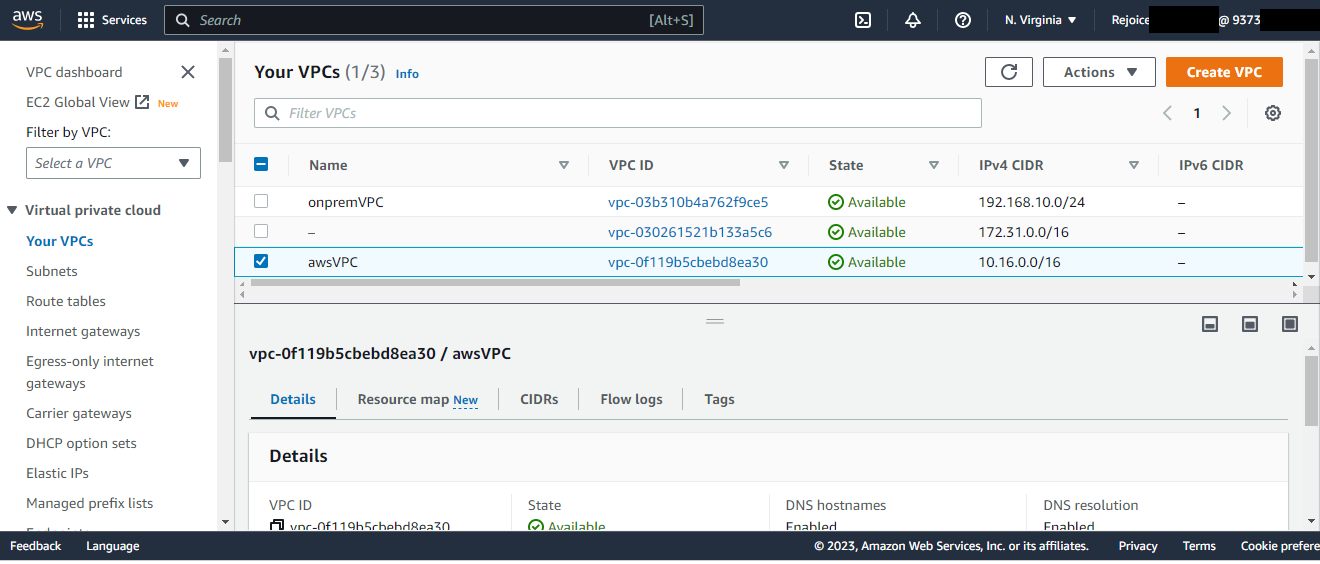 aws Services Search [Alt+S] N. Virginia Rejoice @ 9373
VPC dashboard
EC2 Global View New
Filter by VPC:
Select a VPC
Virtual private cloud
Your VPCs
Subnets
Route tables
Internet gateways
Egress-only internet
gateways
Carrier gateways
DHCP option sets
Elastic IPs
Managed prefix lists
Your VPCs (1/3) Info
Actions
Create VPC
Filter VPCs
1
Name VPC ID State IPv4 CIDR IPv6 CIDR
onpremVPC vpc-03b310b4a762f9ce5 Available 192.168.10.0/24 –
– vpc-030261521b133a5c6 Available 172.31.0.0/16 –
awsVPC vpc-0f119b5cbebd8ea30 Available 10.16.0.0/16 –
vpc-0f119b5cbebd8ea30 / awsVPC
Details Resource map New CIDRs Flow logs Tags
Details
VPC ID State DNS hostnames DNS resolution
vpc-0f119b5cbebd8ea30 Available Enabled Enabled
Feedback Language © 2023, Amazon Web Services, Inc. or its affiliates. Privacy Terms Cookie prefere